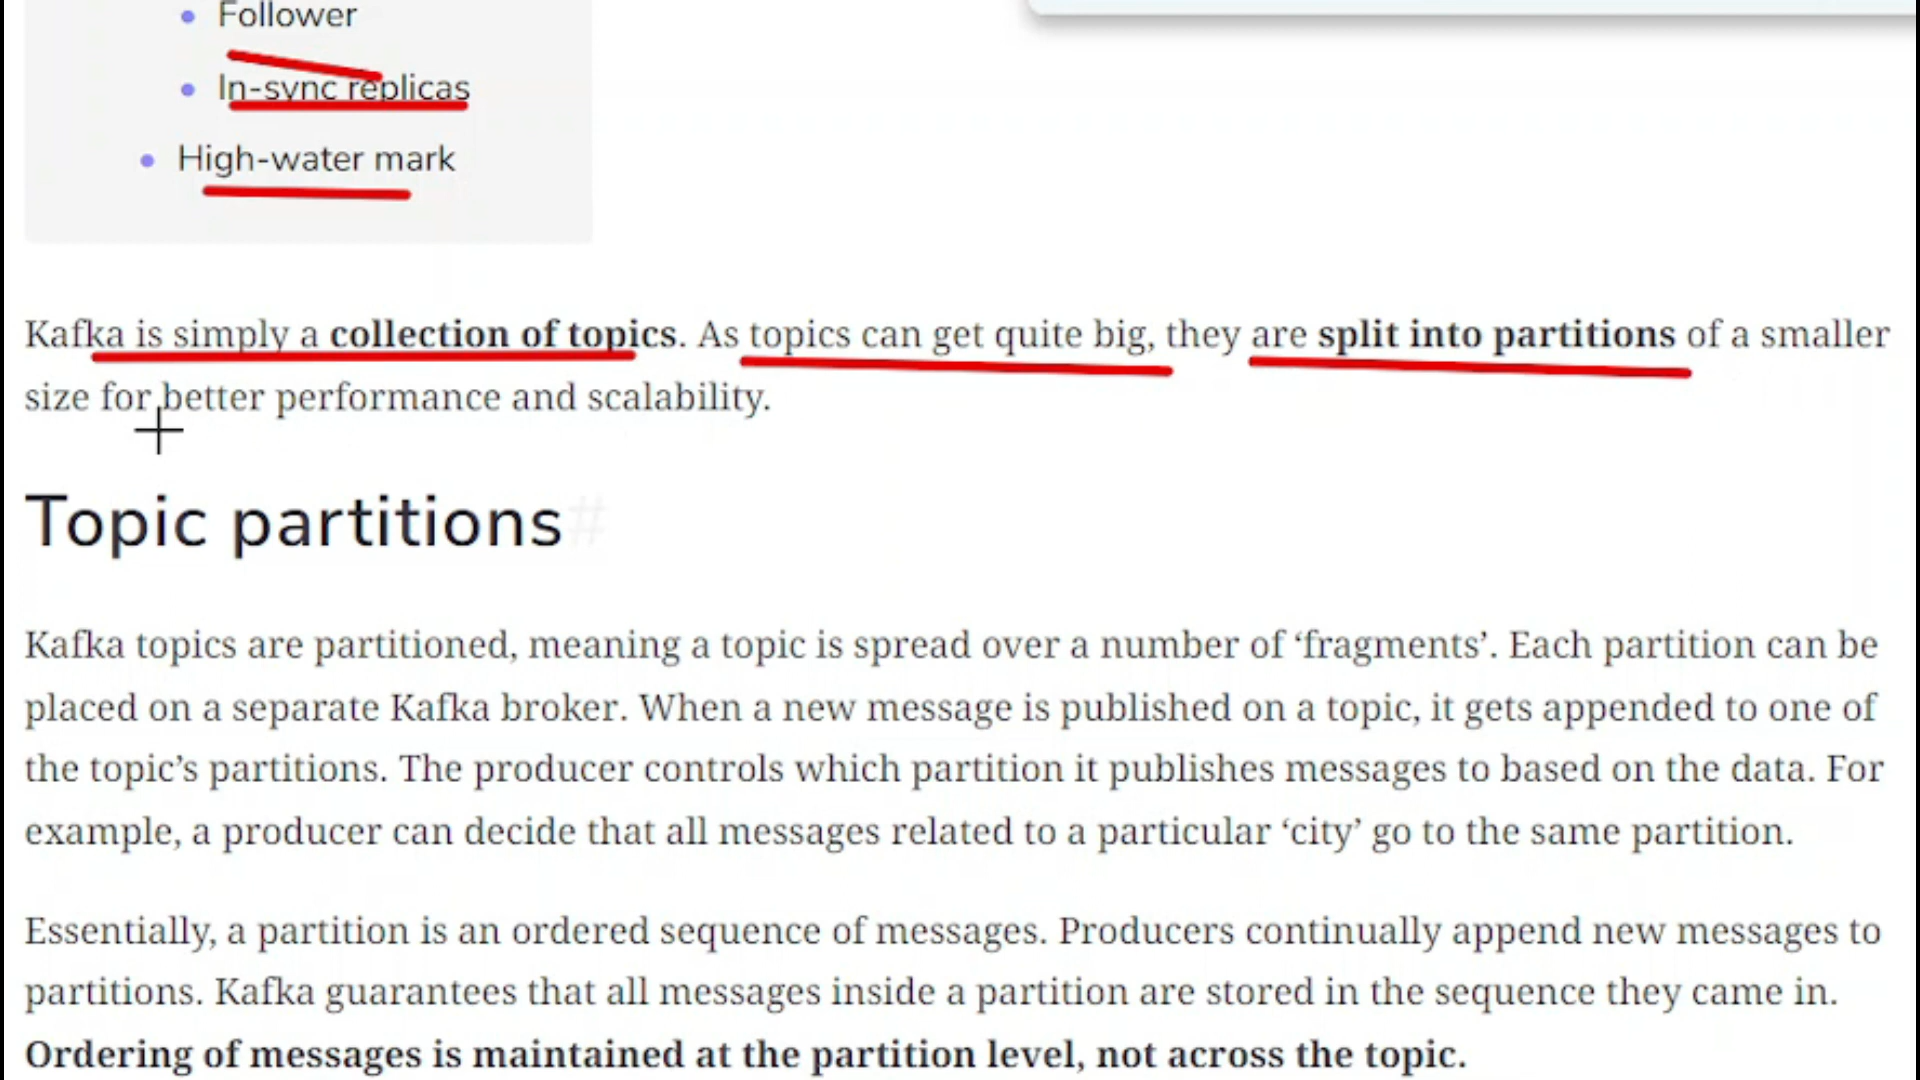 Follower
In-sync replicas
High-water mark
Kafka is simply a collection of topics. As topics can get quite big, they are split into partitions of a smaller
size for better performance and scalability.
Topic partitions#
Kafka topics are partitioned, meaning a topic is spread over a number of ‘fragments’. Each partition can be
placed on a separate Kafka broker. When a new message is published on a topic, it gets appended to one of
the topic’s partitions. The producer controls which partition it publishes messages to based on the data. For
example, a producer can decide that all messages related to a particular ‘city’ go to the same partition.
Essentially, a partition is an ordered sequence of messages. Producers continually append new messages to
partitions. Kafka guarantees that all messages inside a partition are stored in the sequence they came in.
Ordering of messages is maintained at the partition level, not across the topic.